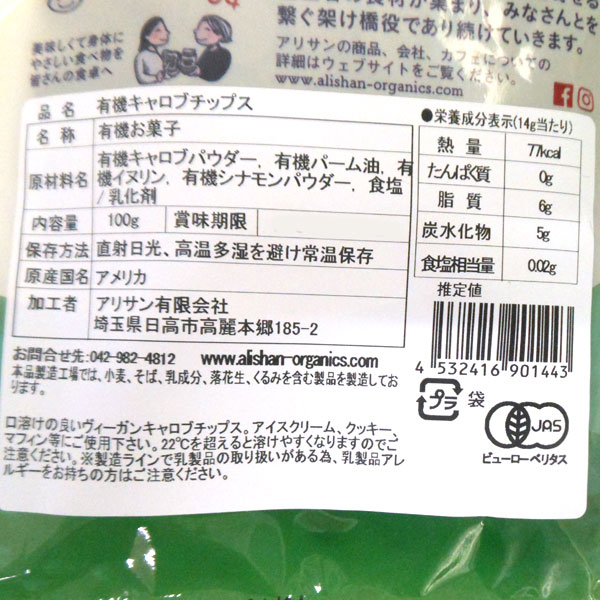 繋ぐ架け橋役であり続けていきます。
アリサンの商品、会社、カフェについての
詳細はウェブサイトをご覧ください。
www.alishan-organics.com
美味しくて身体に
やさしい食べ物を
皆さんの食卓へ
品 名 有機キャロブチップス
名 称 有機お菓子
原材料名 有機キャロブパウダー, 有機パーム油, 有
機イヌリン, 有機シナモンパウダー, 食塩
/ 乳化剤
内容量 100g 賞味期限
保存方法 直射日光、高温多湿を避け常温保存
原産国名 アメリカ
加工者 アリサン有限会社
埼玉県日高市高麗本郷185-2
お問合せ先:042-982-4812 www.alishan-organics.com
本品製造工場では、小麦、そば、乳成分、落花生、くるみを含む製品を製造してお
ります。
●栄養成分表示(14g当たり)
熱 量 77kcal
たんぱく質 0g
脂 質 6g
炭水化物 5g
食塩相当量 0.02g
推定値
4 532416 901443
プラ 袋
JAS
ビューローベリタス
口溶けの良いヴィーガンキャロブチップス。アイスクリーム、クッキー、
マフィン等にご使用下さい。22℃を超えると溶けやすくなりますのでご
注意ください。※製造ラインで乳製品の取り扱いがある為、乳製品アレ
ルギーをお持ちの方はご注意ください。